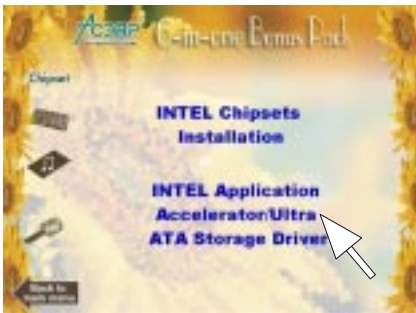 Acorp 6-in-one Bonus Pack
Chipset
INTEL Chipsets
Installation
INTEL Application
Accelerator/Ultra
ATA Storage Driver
Back to
main menu